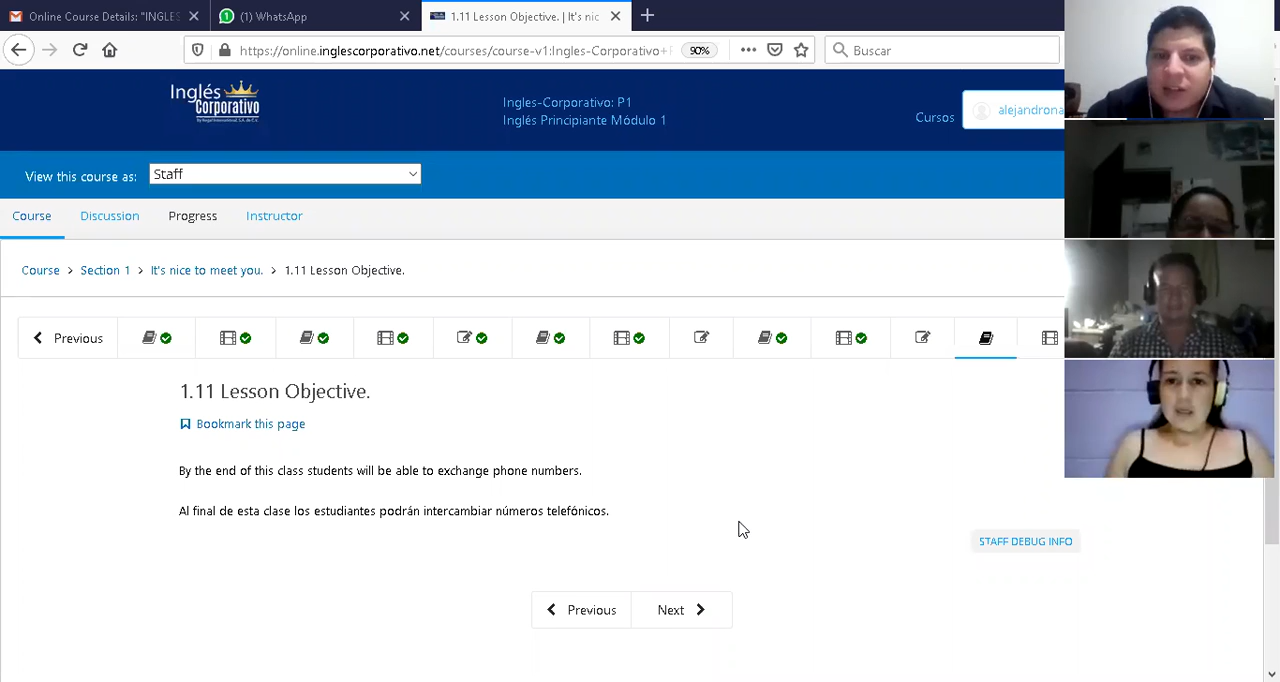 Online Course Details: "INGLES
(1) WhatsApp
1.11 Lesson Objective. | It's nic
https://online.inglescorporativo.net/courses/course-v1:Ingles-Corporativo+
90%
Buscar
Inglés
Corporativo
Ingles-Corporativo: P1
Inglés Principiante Módulo 1
Cursos
alejandrona
View this course as:
Staff
Course
Discussion
Progress
Instructor
Course > Section 1 > It's nice to meet you. > 1.11 Lesson Objective.
Previous
1.11 Lesson Objective.
Bookmark this page
By the end of this class students will be able to exchange phone numbers.
Al final de esta clase los estudiantes podrán intercambiar números telefónicos.
STAFF DEBUG INFO
Previous
Next